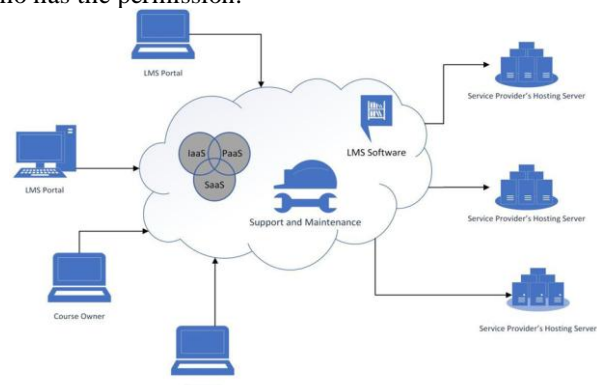 no has the permission.
LMS Portal
Service Provider's Hosting Server
IaaS
PaaS
SaaS
LMS Software
LMS Portal
Support and Maintenance
Service Provider's Hosting Server
Course Owner
Service Provider's Hosting Server